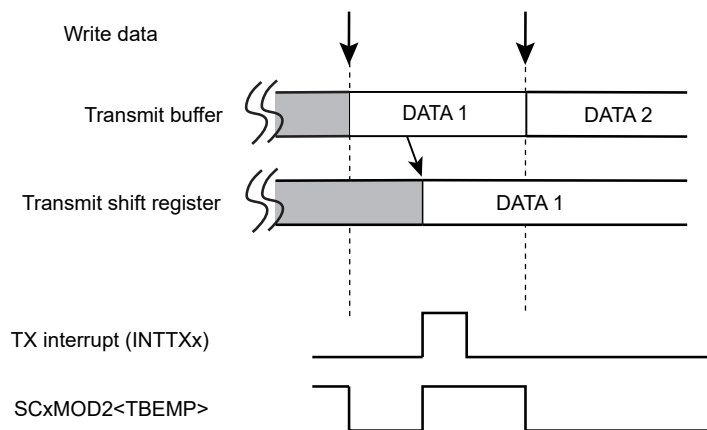 Write data
Transmit buffer
DATA 1
DATA 2
Transmit shift register
DATA 1
TX interrupt (INTTXx)
SCxMOD2<TBEMP>